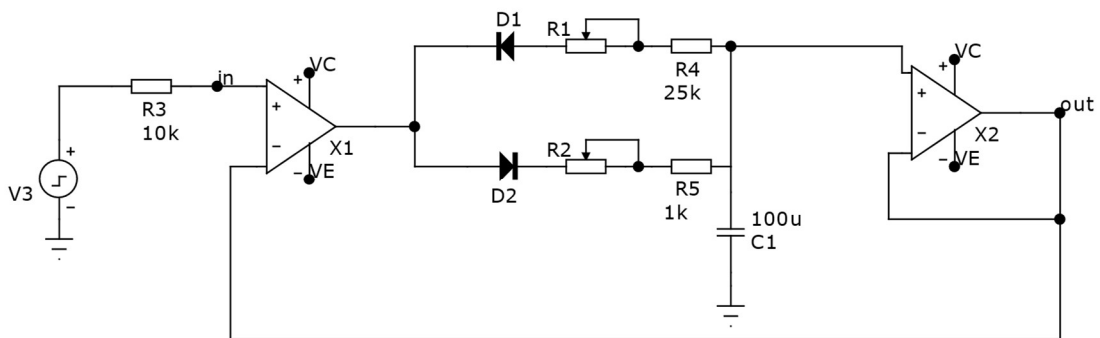 D1
R1
R4
25k
VC
+
in
R3
10k
+
−
X1
VE
−
V3
+
−
D2
R2
R5
1k
100u
C1
VC
+
+
−
X2
VE
−
out